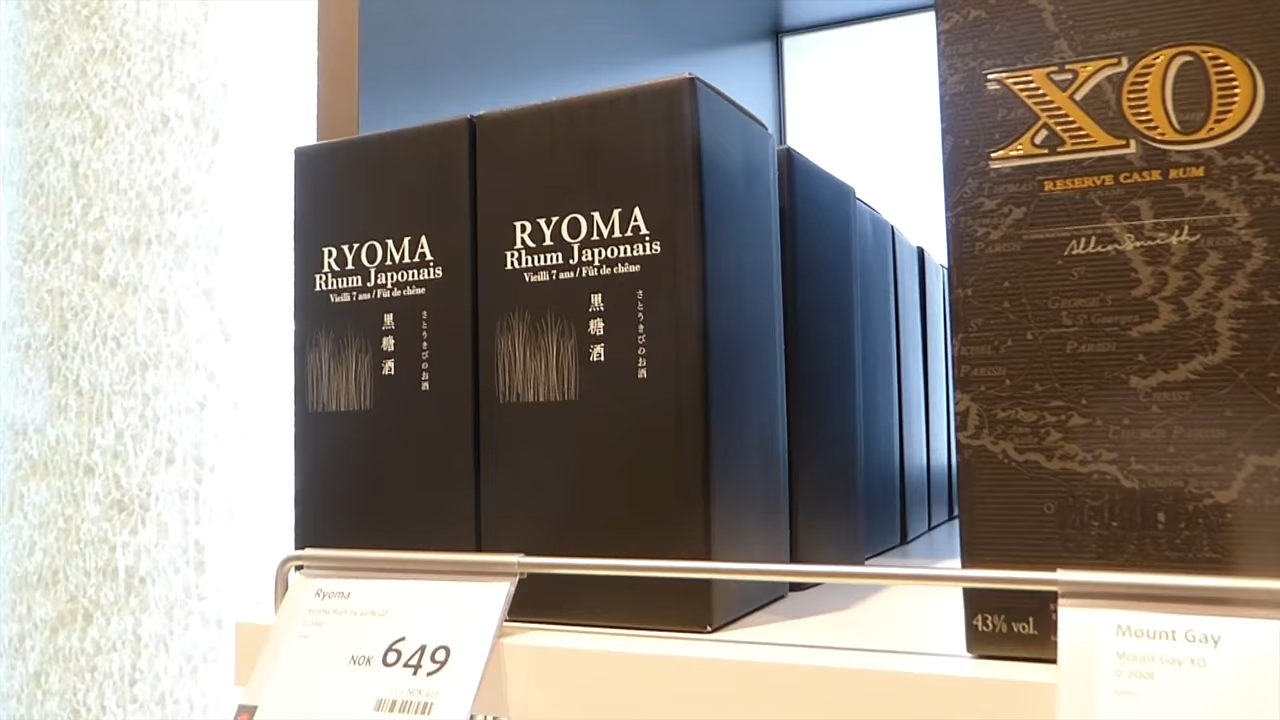 RYOMA
Rhum Japonais
Vieilli 7 ans / Fût de chêne
黒糖酒
さとうきびのお酒
RYOMA
Rhum Japonais
Vieilli 7 ans / Fût de chêne
黒糖酒
さとうきびのお酒
XO
RESERVE CASK RUM
Allen Smith
PARISH
CHRIST
CHURCH PARISH
43% vol.
Ryoma
NOK 649
Mount Gay
Mount Gay XO